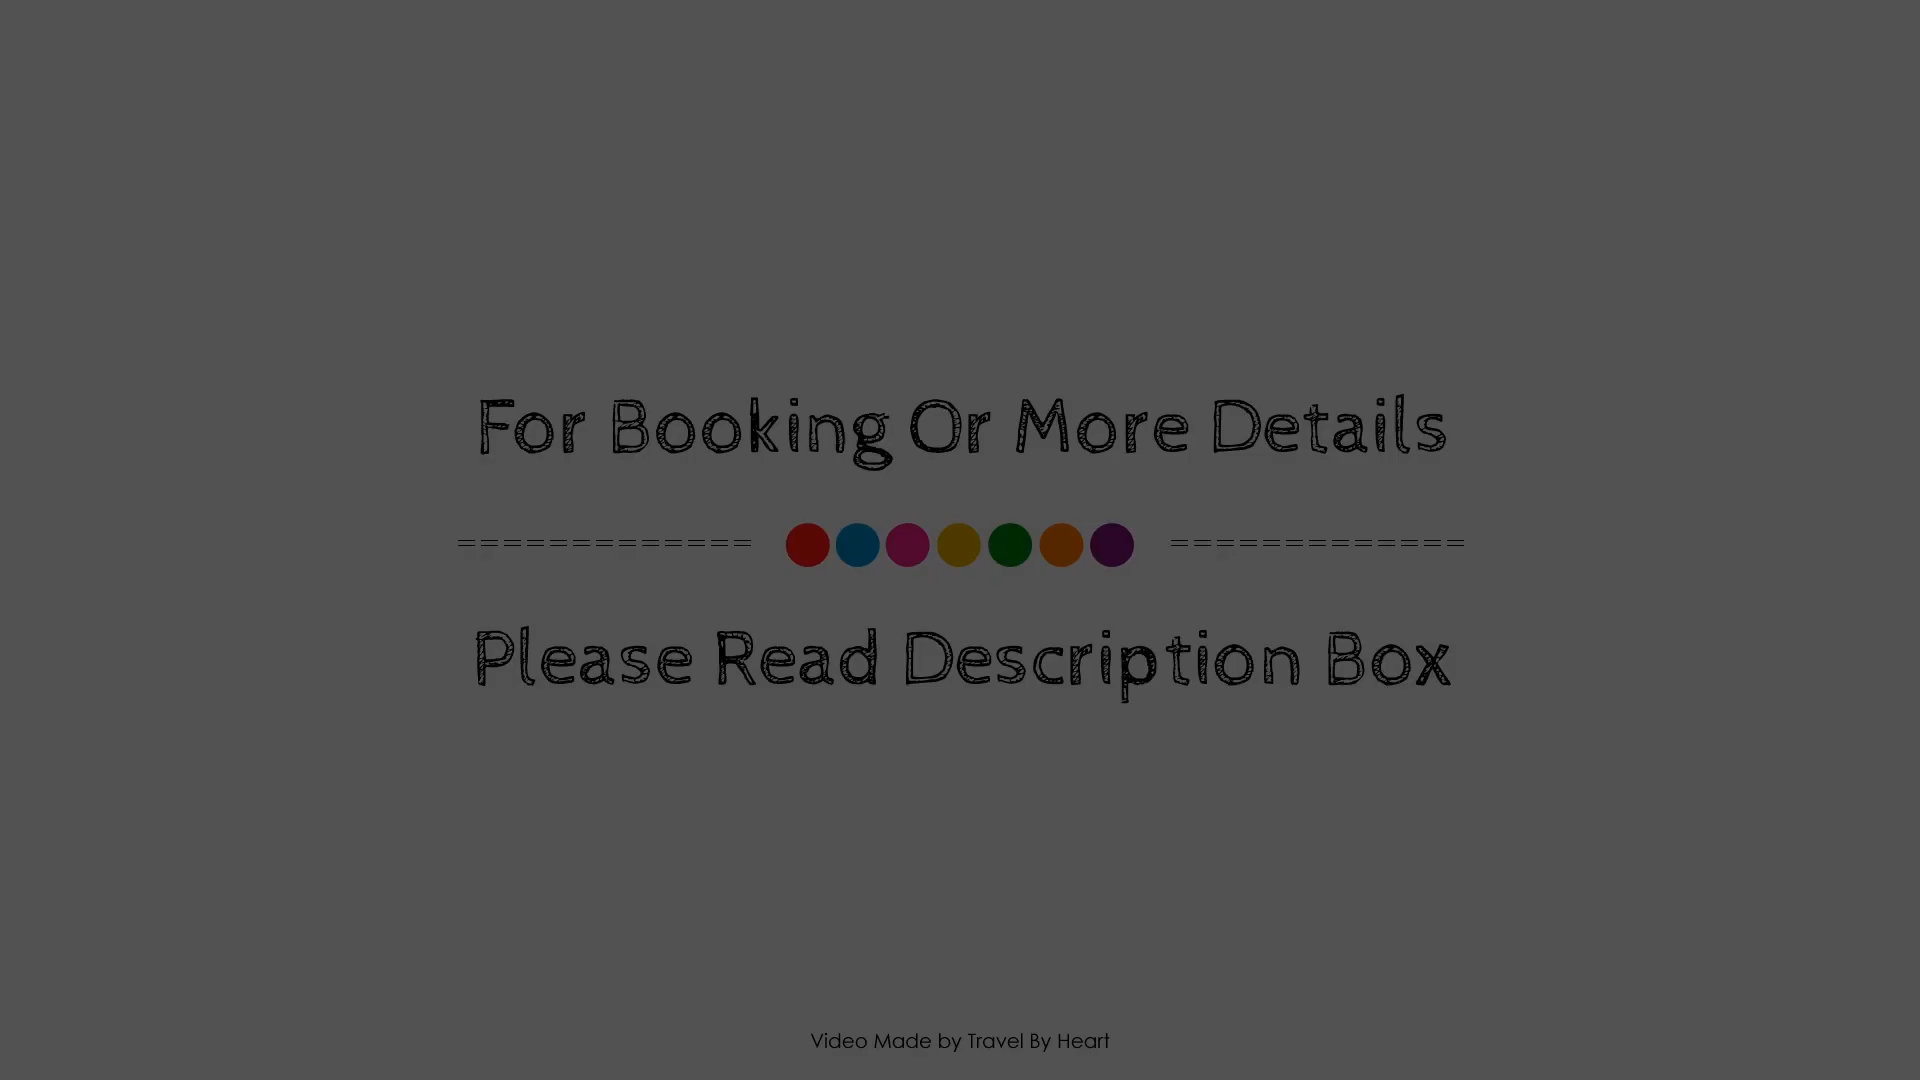 For Booking Or More Details
============= =============
Please Read Description Box
Video Made by Travel By Heart